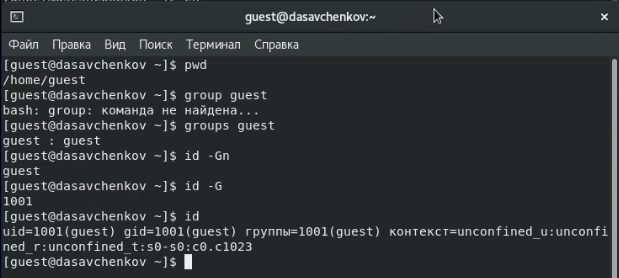 guest@dasavchenkov:~
Файл Правка Вид Поиск Терминал Справка
[guest@dasavchenkov ~]$ pwd
/home/guest
[guest@dasavchenkov ~]$ group guest
bash: group: команда не найдена...
[guest@dasavchenkov ~]$ groups guest
guest : guest
[guest@dasavchenkov ~]$ id -Gn
guest
[guest@dasavchenkov ~]$ id -G
1001
[guest@dasavchenkov ~]$ id
uid=1001(guest) gid=1001(guest) группы=1001(guest) контекст=unconfined_u:unconfi
ned_r:unconfined_t:s0-s0:c0.c1023
[guest@dasavchenkov ~]$